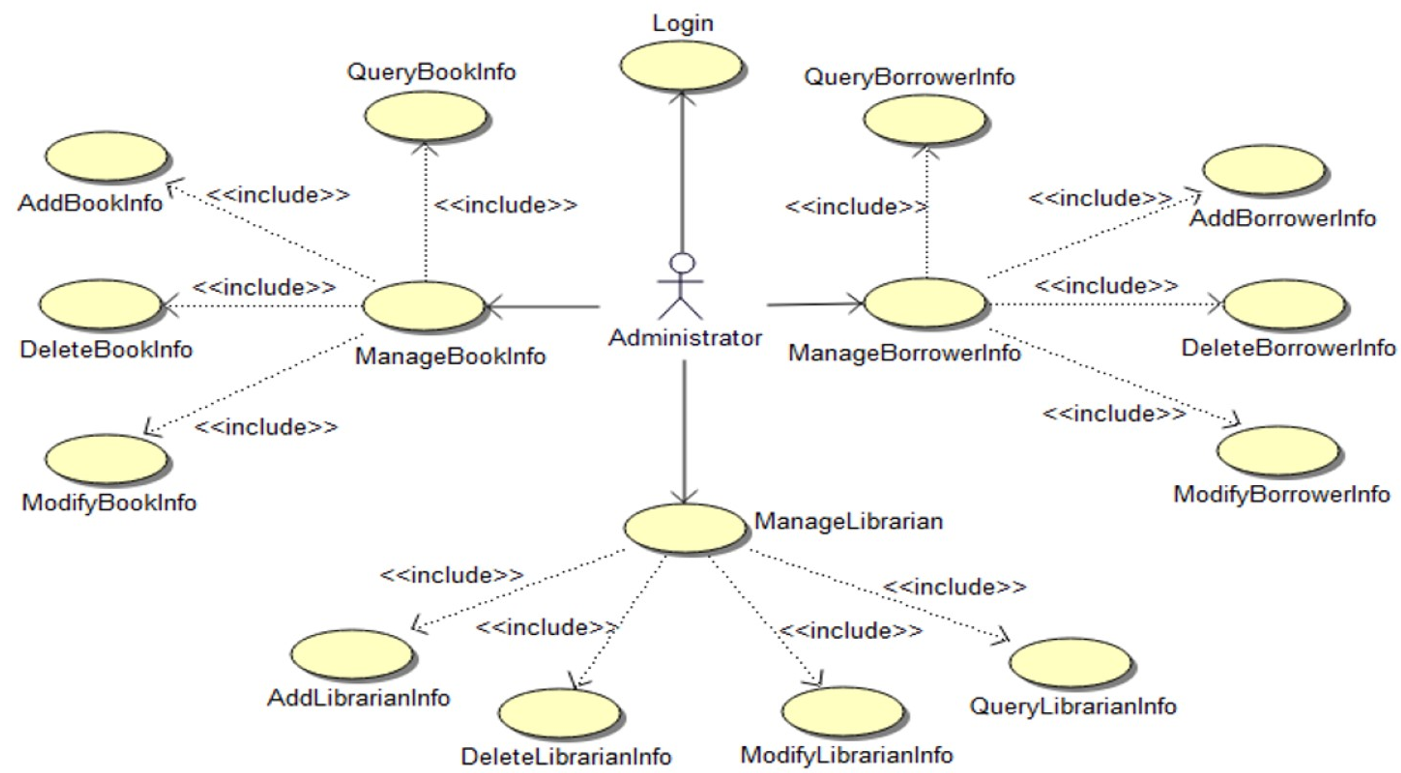 Login
QueryBookInfo
QueryBorrowerInfo
AddBookInfo
<<include>>
<<include>>
<<include>>
<<include>>
AddBorrowerInfo
<<include>>
<<include>>
DeleteBookInfo
ManageBookInfo
Administrator
ManageBorrowerInfo
DeleteBorrowerInfo
<<include>>
<<include>>
ModifyBookInfo
ModifyBorrowerInfo
ManageLibrarian
<<include>>
<<include>>
<<include>>
<<include>>
AddLibrarianInfo
DeleteLibrarianInfo
ModifyLibrarianInfo
QueryLibrarianInfo